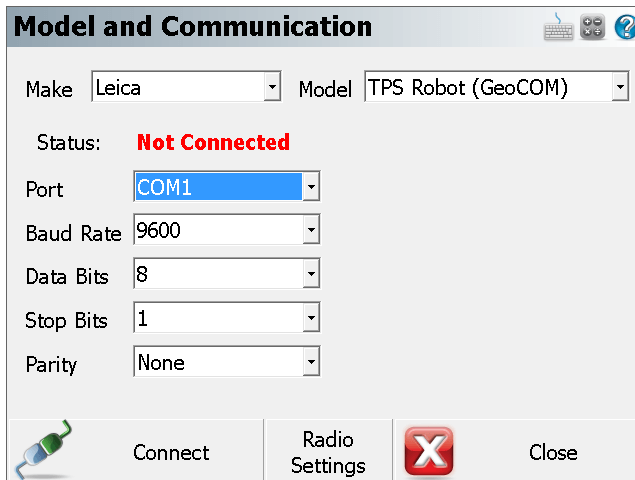 Model and Communication
Make Leica Model TPS Robot (GeoCOM)
Status: Not Connected
Port COM1
Baud Rate 9600
Data Bits 8
Stop Bits 1
Parity None
Connect Radio Settings Close